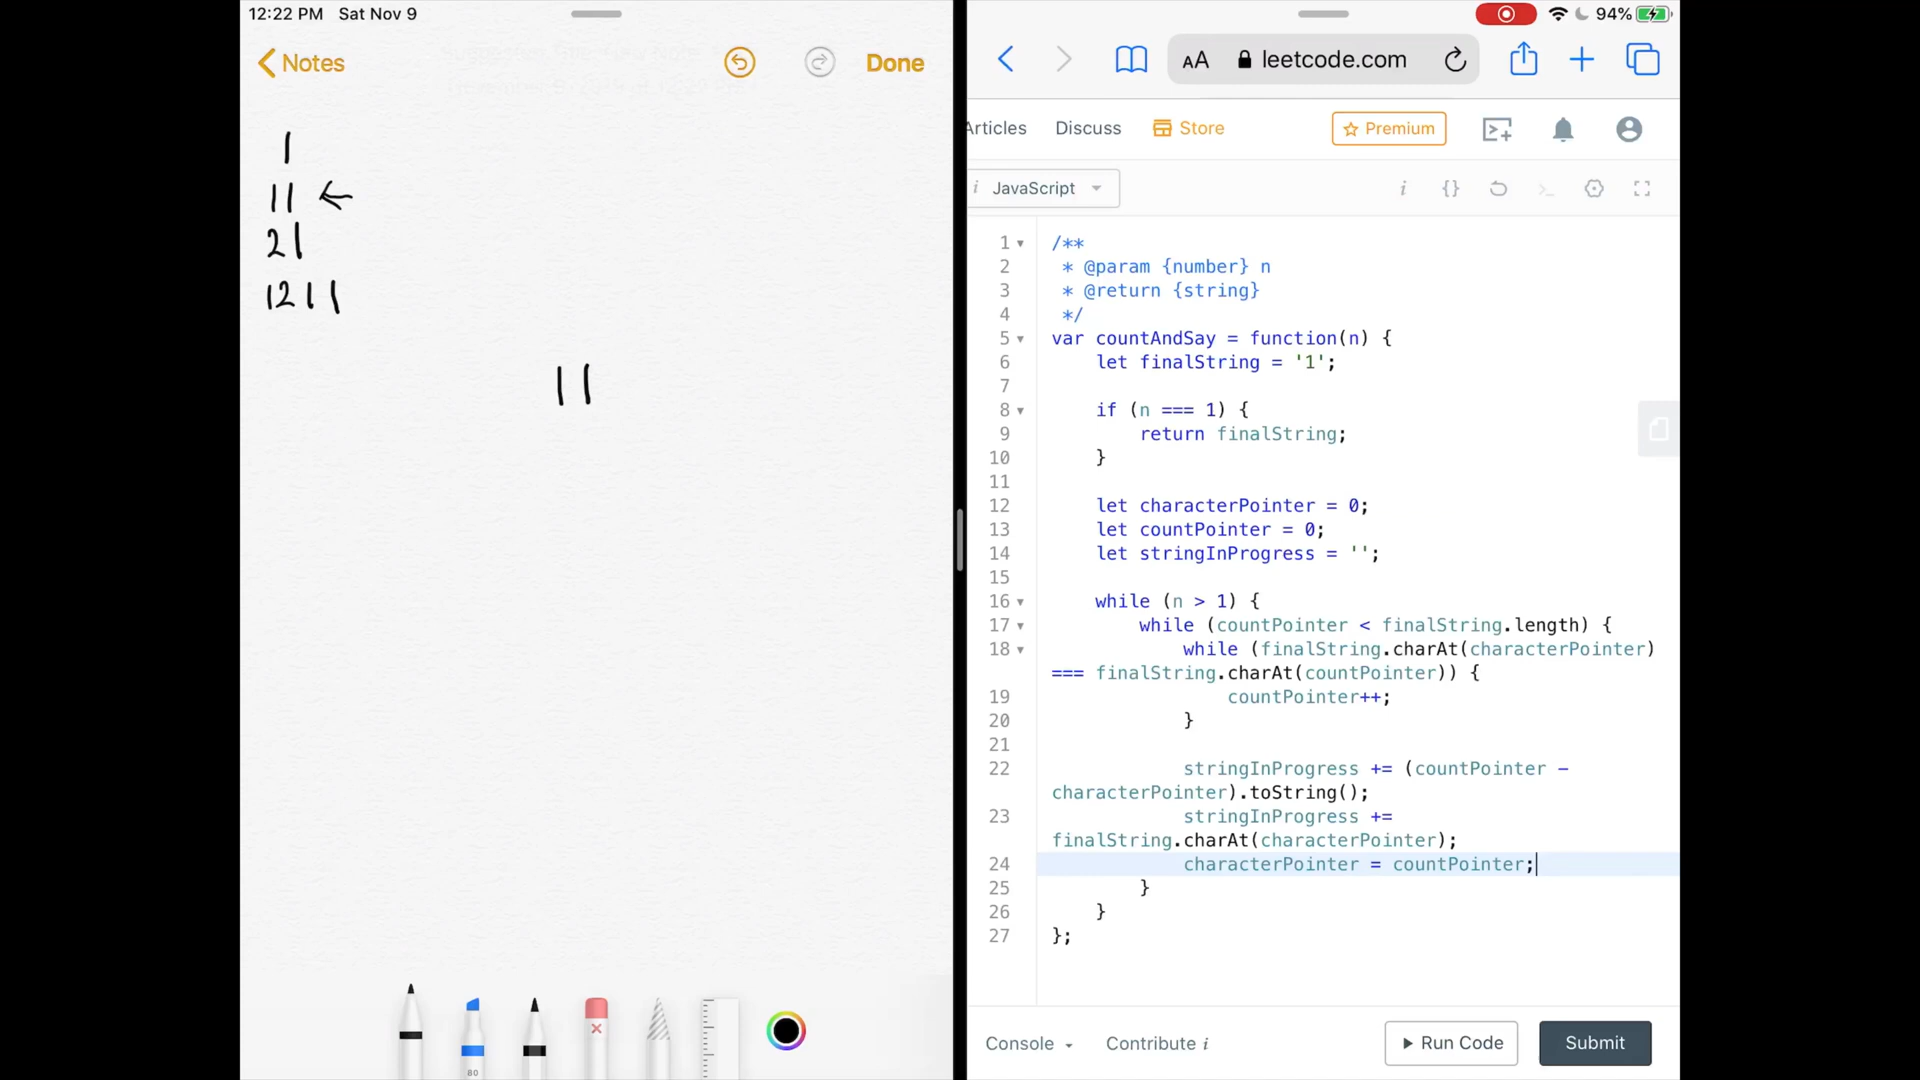 12:22 PM Sat Nov 9
Notes
Done
1
11 ←
21
1211
11
80
94%
AA leetcode.com
Articles Discuss Store Premium
i JavaScript
i {}
1 /**
2 * @param {number} n
3 * @return {string}
4 */
5 var countAndSay = function(n) {
6 let finalString = '1';
7
8 if (n === 1) {
9 return finalString;
10 }
11
12 let characterPointer = 0;
13 let countPointer = 0;
14 let stringInProgress = '';
15
16 while (n > 1) {
17 while (countPointer < finalString.length) {
18 while (finalString.charAt(characterPointer)
=== finalString.charAt(countPointer)) {
19 countPointer++;
20 }
21
22 stringInProgress += (countPointer –
characterPointer).toString();
23 stringInProgress +=
finalString.charAt(characterPointer);
24 characterPointer = countPointer;
25 }
26 }
27 };
Console Contribute i Run Code Submit